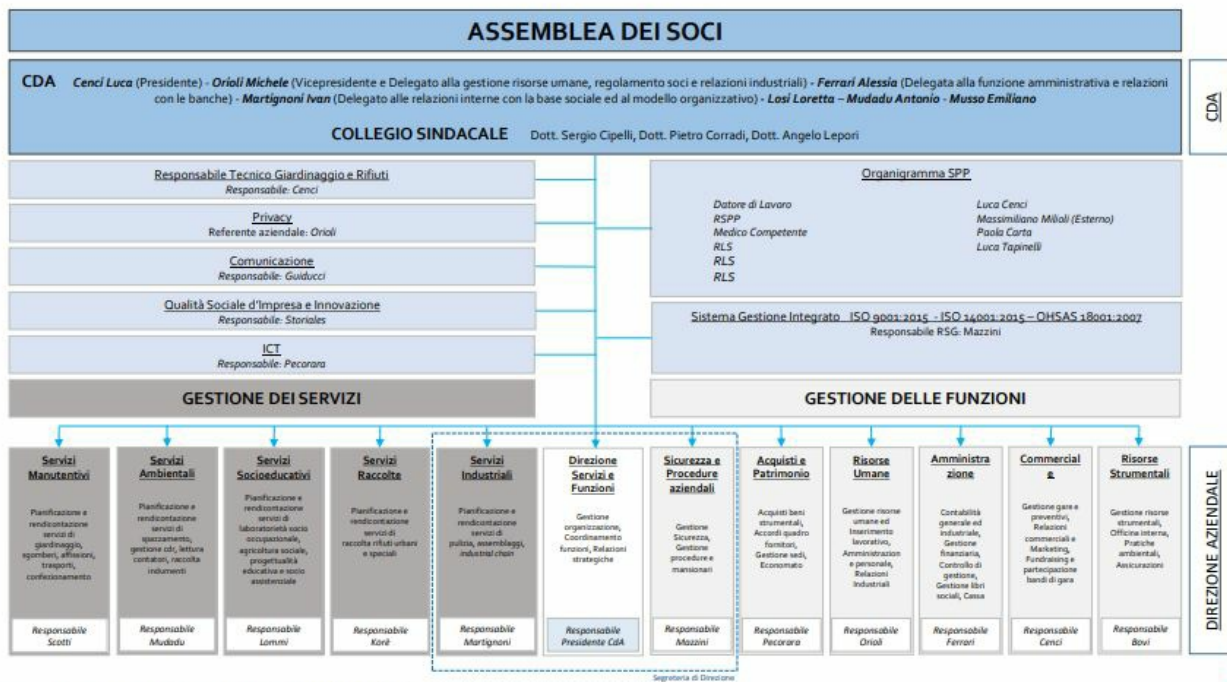 ASSEMBLEA DEI SOCI
CDA Cenci Luca (Presidente) - Orioli Michele (Vicepresidente e Delegato alla gestione risorse umane, regolamento soci e relazioni industriali) - Ferrari Alessia (Delegata alla funzione amministrativa e relazioni
con le banche) - Martignoni Ivan (Delegato alle relazioni interne con la base sociale ed al modello organizzativo) - Losi Loretta – Mudadu Antonio - Musso Emiliano
COLLEGIO SINDACALE Dott. Sergio Cipelli, Dott. Pietro Corradi, Dott. Angelo Lepori
CDA
Responsabile Tecnico Giardinaggio e Rifiuti
Responsabile: Cenci
Privacy
Referente aziendale: Orioli
Comunicazione
Responsabile: Guiducci
Qualità Sociale d'Impresa e Innovazione
Responsabile: Storiales
ICT
Responsabile: Pecorara
Organigramma SPP
Datore di Lavoro Luca Cenci
RSPP Massimiliano Milioli (Esterno)
Medico Competente Paola Carta
RLS Luca Tapinelli
RLS
RLS
Sistema Gestione Integrato ISO 9001:2015 - ISO 14001:2015 – OHSAS 18001:2007
Responsabile RSG: Mazzini
GESTIONE DEI SERVIZI
GESTIONE DELLE FUNZIONI
Servizi
Manutentivi
Pianificazione e
rendicontazione
servizi di
giardinaggio,
sgomberi, affissioni,
trasporti,
confezionamento
Responsabile
Scotti
Servizi
Ambientali
Pianificazione e
rendicontazione
servizi di
spazzamento,
gestione cdr, lettura
contatori, raccolta
indumenti
Responsabile
Mudadu
Servizi
Socioeducativi
Pianificazione e
rendicontazione
servizi di
laboratorietà socio
occupazionale,
agricoltura sociale,
progettualità
educativa e socio
assistenziale
Responsabile
Lommi
Servizi
Raccolte
Pianificazione e
rendicontazione
servizi di
raccolta rifiuti urbani
e speciali
Responsabile
Korè
Servizi
Industriali
Pianificazione e
rendicontazione
servizi di
pulizia, assemblaggi,
industrial chain
Responsabile
Martignoni
Direzione
Servizi e
Funzioni
Gestione
organizzazione,
Coordinamento
funzioni, Relazioni
strategiche
Responsabile
Presidente CdA
Sicurezza e
Procedure
aziendali
Gestione
Sicurezza,
Gestione
procedure e
mansionari
Responsabile
Mazzini
Acquisti e
Patrimonio
Acquisti beni
strumentali,
Accordi quadro
fornitori,
Gestione sedi,
Economato
Responsabile
Pecorara
Risorse
Umane
Gestione risorse
umane ed
Inserimento
lavorativo,
Amministrazion
e personale,
Relazioni
Industriali
Responsabile
Orioli
Amministra
zione
Contabilità
generale ed
industriale,
Gestione
finanziaria,
Controllo di
gestione,
Gestione libri
sociali, Cassa
Responsabile
Ferrari
Commercial
e
Gestione gare e
preventivi,
Relazioni
commerciali e
Marketing,
Fundraising e
partecipazione
bandi di gara
Responsabile
Cenci
Risorse
Strumentali
Gestione risorse
strumentali,
Officina interna,
Pratiche
ambientali,
Assicurazioni
Responsabile
Bovi
DIREZIONE AZIENDALE
Segreteria di Direzione